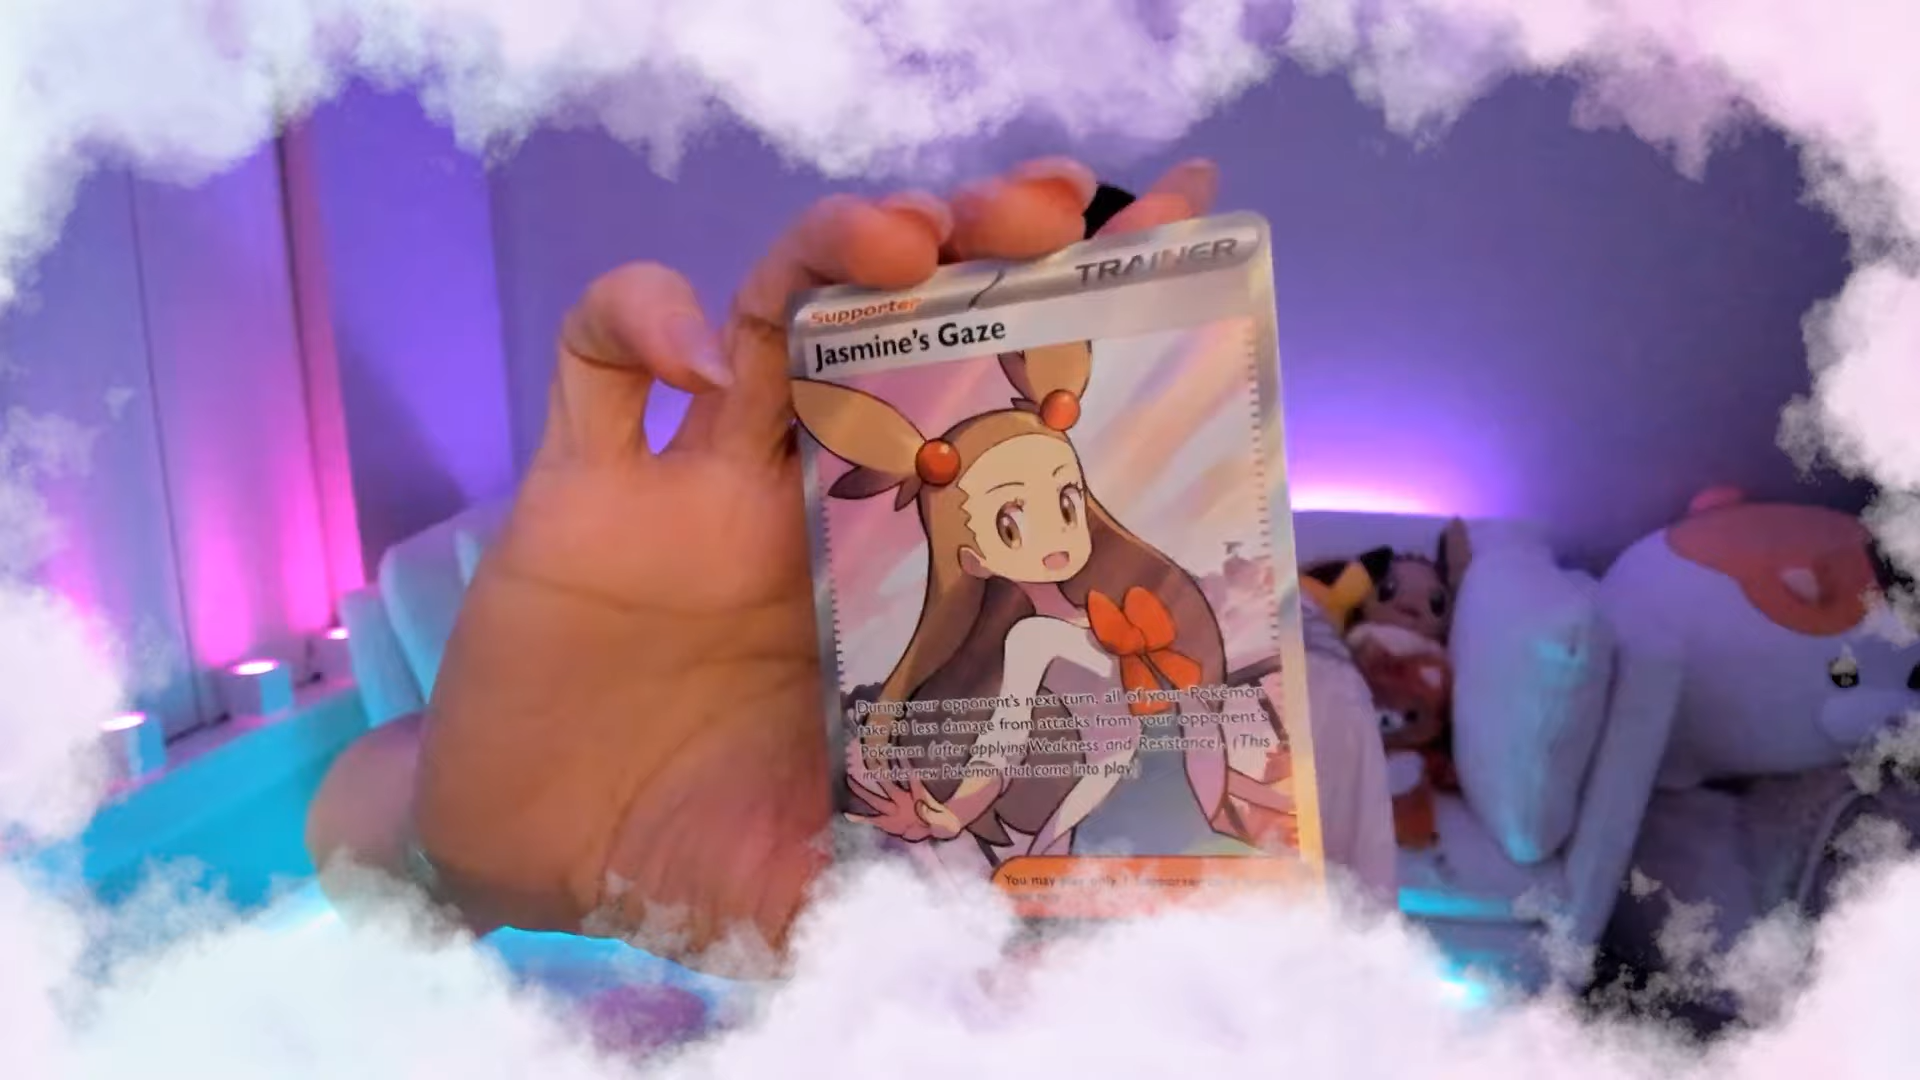 Supporter
TRAINER
Jasmine's Gaze
During your opponent's next turn, all of your Pokémon
take 30 less damage from attacks from your opponent's
Pokémon (after applying Weakness and Resistance). (This
includes new Pokémon that come into play.)
You may play only 1 Supporter